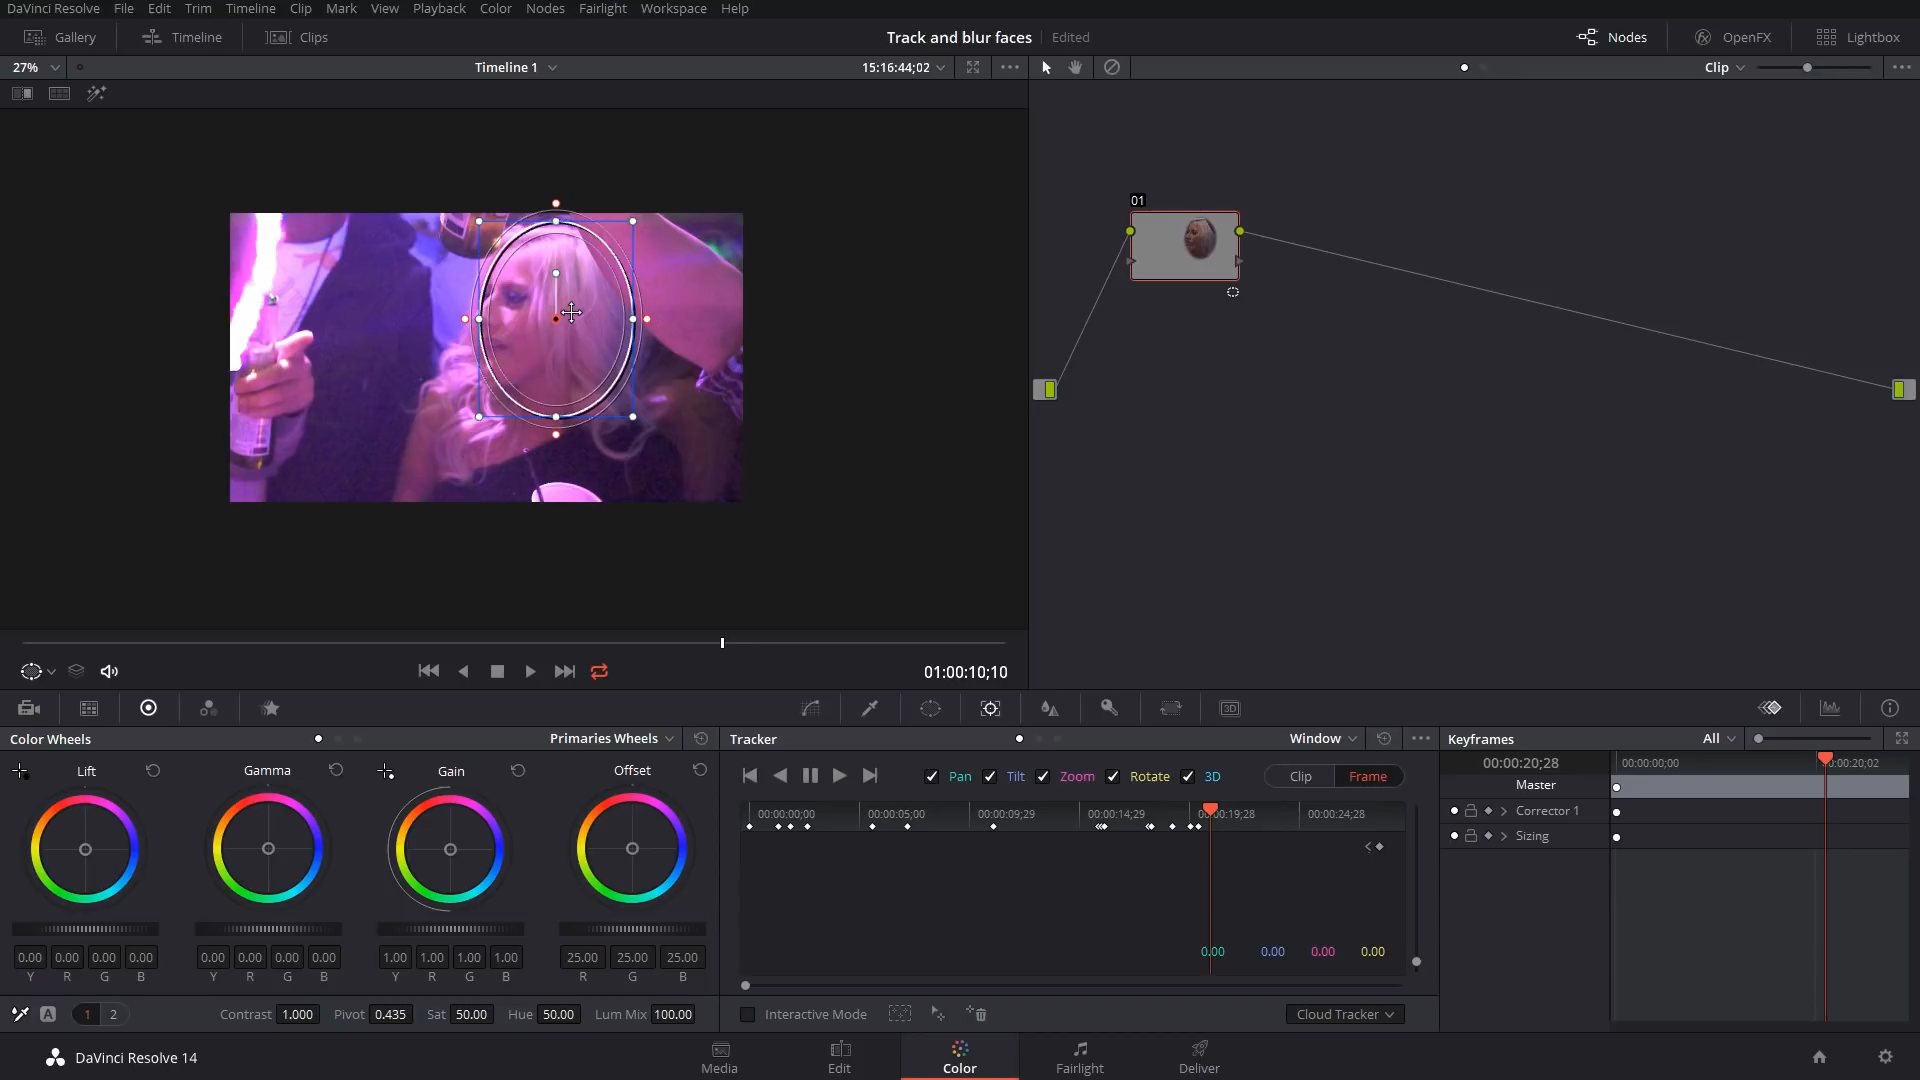 DaVinci Resolve File Edit Trim Timeline Clip Mark View Playback Color Nodes Fairlight Workspace Help
Gallery Timeline Clips Track and blur faces Edited Nodes OpenFX Lightbox
27% Timeline 1 15:16:44;02 Clip
01
01:00:10;10
Color Wheels Primaries Wheels Tracker Window Keyframes All
Lift Gamma Gain Offset
Pan Tilt Zoom Rotate 3D Clip Frame
00:00:20;28 00:00:00;00 00:00:20;02
Master
00:00:00;00 00:00:05;00 00:00:09;29 00:00:14;29 00:00:19;28 00:00:24;28
Corrector 1
Sizing
0.00 0.00 0.00 0.00
0.00 0.00 0.00 0.00 0.00 0.00 0.00 0.00 1.00 1.00 1.00 1.00 25.00 25.00 25.00
Y R G B Y R G B Y R G B R G B
A 1 2 Contrast 1.000 Pivot 0.435 Sat 50.00 Hue 50.00 Lum Mix 100.00 Interactive Mode Cloud Tracker
DaVinci Resolve 14 Media Edit Color Fairlight Deliver
3D